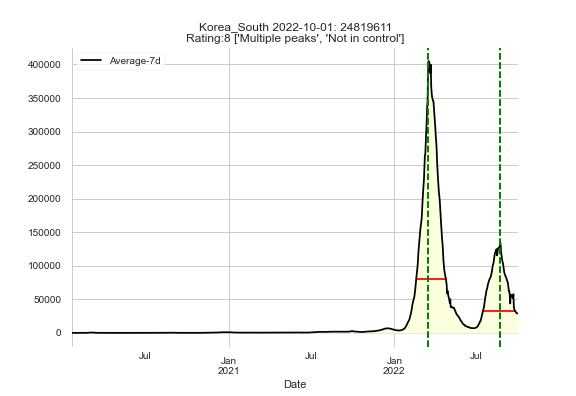 Korea_South 2022-10-01: 24819611
Rating:8 ['Multiple peaks', 'Not in control']
Average-7d
400000
350000
300000
250000
200000
150000
100000
50000
0
Jul
Jan
2021
Jul
Jan
2022
Jul
Date